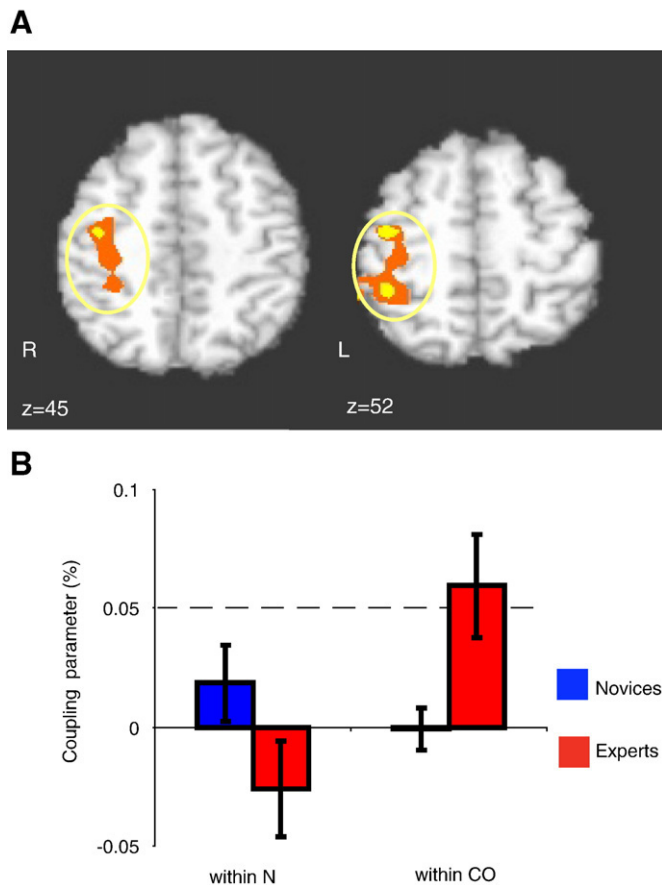 A
R
L
z=45
z=52
B
0.1
0.05
0
-0.05
Coupling parameter (%)
within N
within CO
Novices
Experts